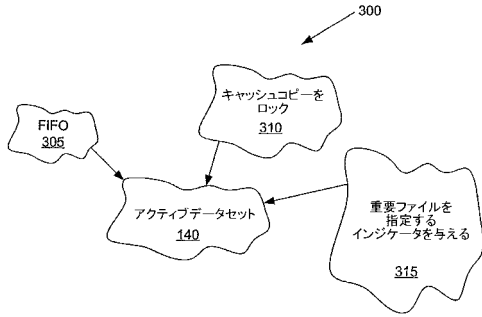 300
キャッシュコピーを
ロック
310
FIFO
305
アクティブデータセット
140
重要ファイルを
指定する
インジケータを与える
315